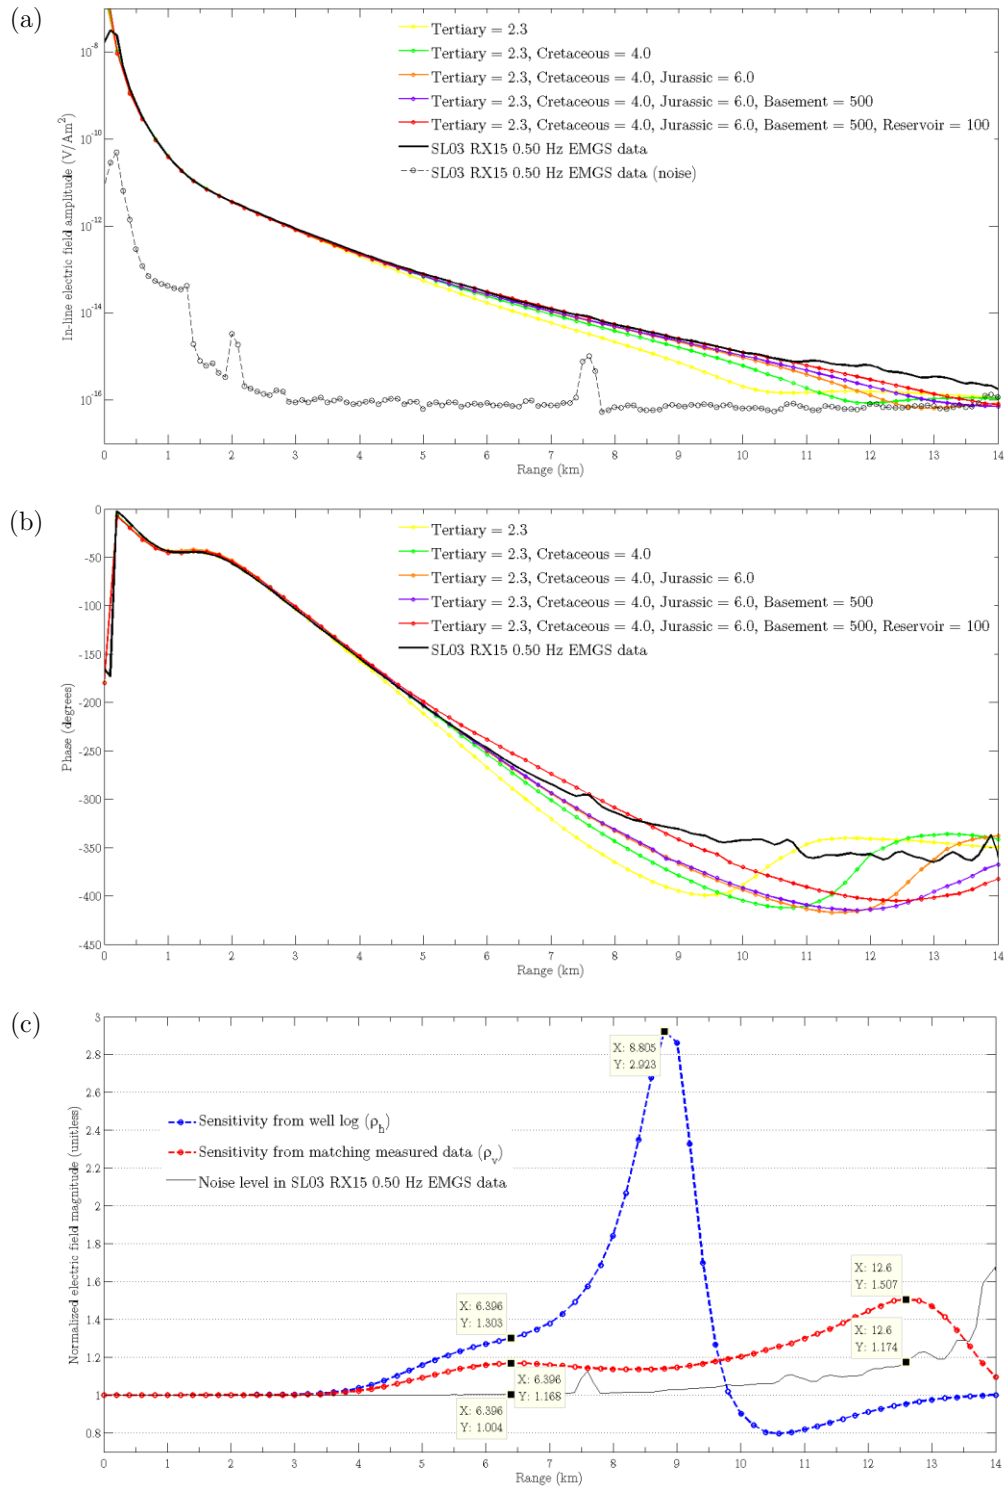 (a)
Tertiary = 2.3
Tertiary = 2.3, Cretaceous = 4.0
Tertiary = 2.3, Cretaceous = 4.0, Jurassic = 6.0
Tertiary = 2.3, Cretaceous = 4.0, Jurassic = 6.0, Basement = 500
Tertiary = 2.3, Cretaceous = 4.0, Jurassic = 6.0, Basement = 500, Reservoir = 100
SL03 RX15 0.50 Hz EMGS data
SL03 RX15 0.50 Hz EMGS data (noise)
In-line electric field amplitude (V/Am²)
10⁻⁸
10⁻¹⁰
10⁻¹²
10⁻¹⁴
10⁻¹⁶
0 1 2 3 4 5 6 7 8 9 10 11 12 13 14
Range (km)
(b)
Tertiary = 2.3
Tertiary = 2.3, Cretaceous = 4.0
Tertiary = 2.3, Cretaceous = 4.0, Jurassic = 6.0
Tertiary = 2.3, Cretaceous = 4.0, Jurassic = 6.0, Basement = 500
Tertiary = 2.3, Cretaceous = 4.0, Jurassic = 6.0, Basement = 500, Reservoir = 100
SL03 RX15 0.50 Hz EMGS data
Phase (degrees)
0
-50
-100
-150
-200
-250
-300
-350
-400
-450
0 1 2 3 4 5 6 7 8 9 10 11 12 13 14
Range (km)
(c)
Sensitivity from well log (ρh)
Sensitivity from matching measured data (ρv)
Noise level in SL03 RX15 0.50 Hz EMGS data
Normalized electric field magnitude (unitless)
3
2.8
2.6
2.4
2.2
2
1.8
1.6
1.4
1.2
1
0.8
X: 8.805
Y: 2.923
X: 6.396
Y: 1.303
X: 6.396
Y: 1.168
X: 6.396
Y: 1.004
X: 12.6
Y: 1.507
X: 12.6
Y: 1.174
0 1 2 3 4 5 6 7 8 9 10 11 12 13 14
Range (km)